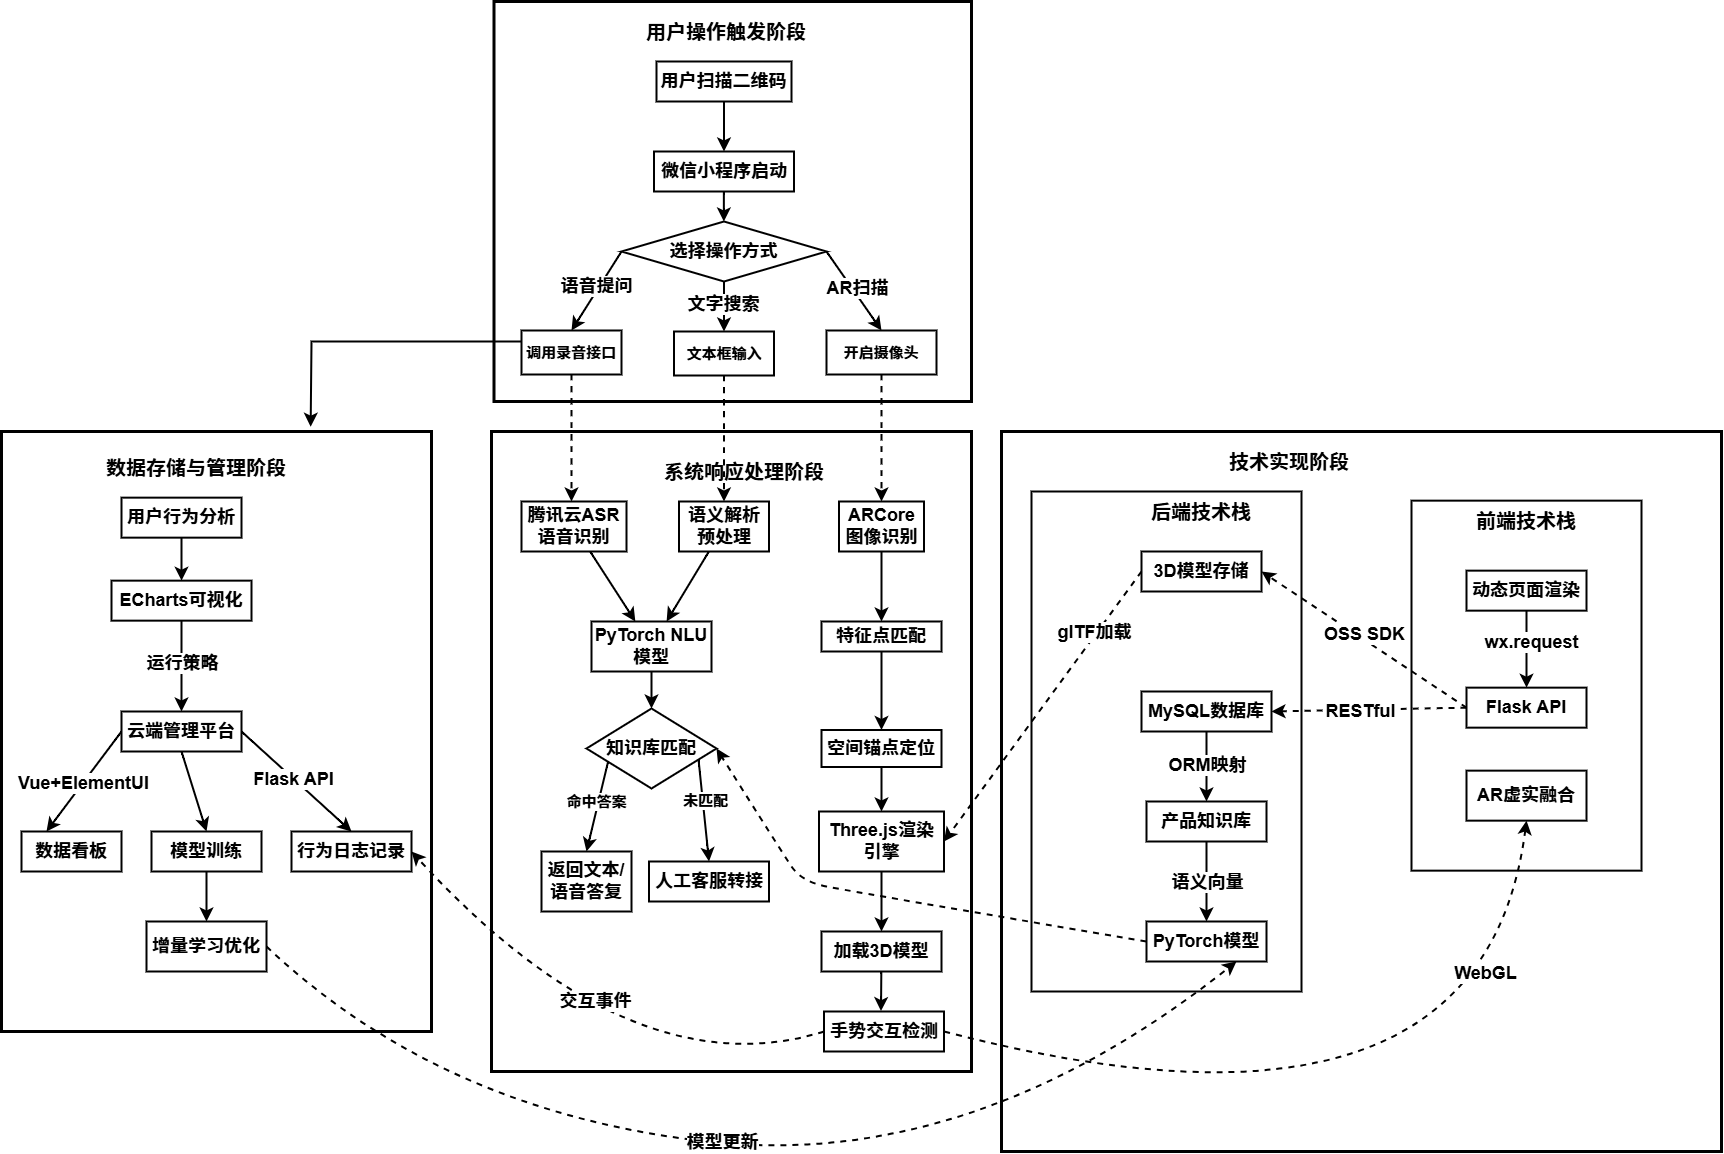 用户操作触发阶段
用户扫描二维码
微信小程序启动
选择操作方式
语音提问
文字搜索
AR扫描
调用录音接口
文本框输入
开启摄像头
数据存储与管理阶段
用户行为分析
ECharts可视化
运行策略
云端管理平台
Vue+ElementUI
Flask API
数据看板
模型训练
行为日志记录
增量学习优化
系统响应处理阶段
腾讯云ASR
语音识别
语义解析
预处理
ARCore
图像识别
PyTorch NLU
模型
特征点匹配
知识库匹配
空间锚点定位
命中答案
未匹配
Three.js渲染
引擎
返回文本/
语音答复
人工客服转接
加载3D模型
手势交互检测
交互事件
模型更新
技术实现阶段
后端技术栈
3D模型存储
glTF加载
MySQL数据库
ORM映射
产品知识库
语义向量
PyTorch模型
OSS SDK
RESTful
前端技术栈
动态页面渲染
wx.request
Flask API
AR虚实融合
WebGL